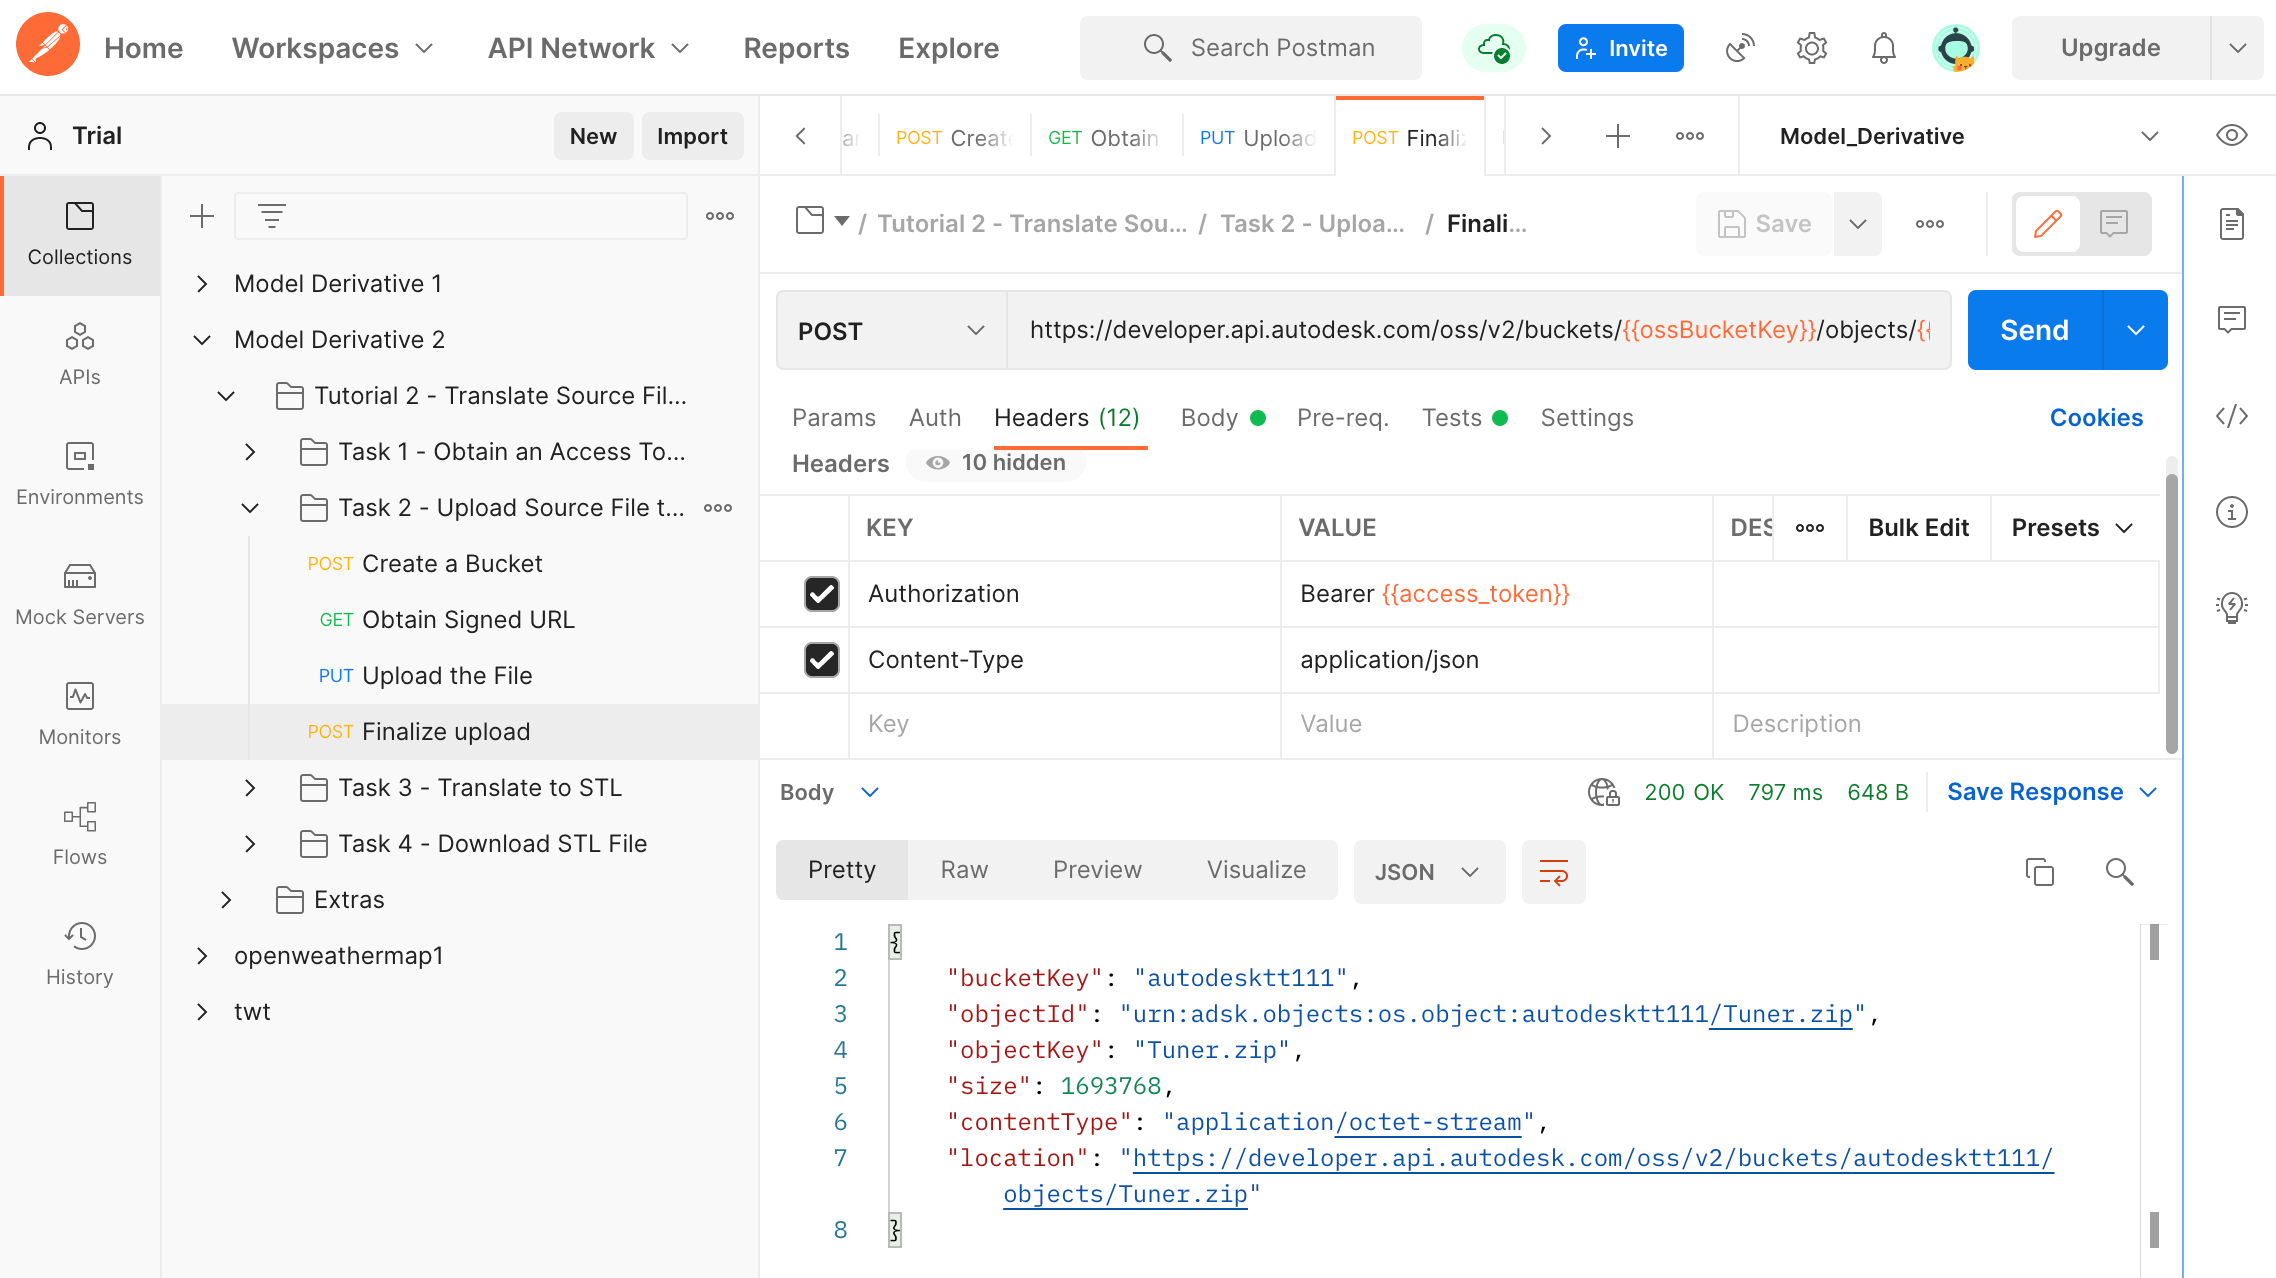 Home Workspaces API Network Reports Explore Search Postman Invite Upgrade
Trial New Import
POST Creat GET Obtain PUT Upload POST Finali Model_Derivative
Collections
APIs
Environments
Mock Servers
Monitors
Flows
History
Model Derivative 1
Model Derivative 2
Tutorial 2 - Translate Source Fil...
Task 1 - Obtain an Access To...
Task 2 - Upload Source File t...
POST Create a Bucket
GET Obtain Signed URL
PUT Upload the File
POST Finalize upload
Task 3 - Translate to STL
Task 4 - Download STL File
Extras
openweathermap1
twt
/ Tutorial 2 - Translate Sou... / Task 2 - Uploa... / Finali... Save
POST https://developer.api.autodesk.com/oss/v2/buckets/{{ossBucketKey}}/objects/{{ Send
Params Auth Headers (12) Body Pre-req. Tests Settings Cookies
Headers 10 hidden
KEY VALUE DES Bulk Edit Presets
Authorization Bearer {{access_token}}
Content-Type application/json
Key Value Description
Body 200 OK 797 ms 648 B Save Response
Pretty Raw Preview Visualize JSON
1 {
2 "bucketKey": "autodesktt111",
3 "objectId": "urn:adsk.objects:os.object:autodesktt111/Tuner.zip",
4 "objectKey": "Tuner.zip",
5 "size": 1693768,
6 "contentType": "application/octet-stream",
7 "location": "https://developer.api.autodesk.com/oss/v2/buckets/autodesktt111/
objects/Tuner.zip"
8 }